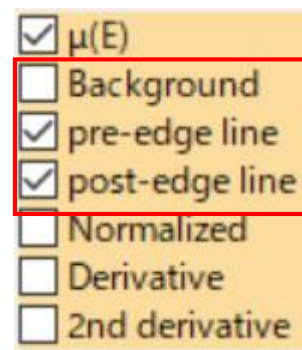 μ(E)
Background
pre-edge line
post-edge line
Normalized
Derivative
2nd derivative